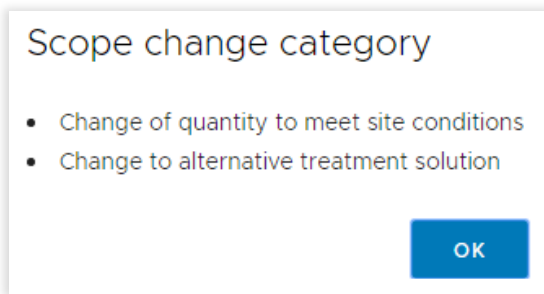 Scope change category
• Change of quantity to meet site conditions
• Change to alternative treatment solution
OK